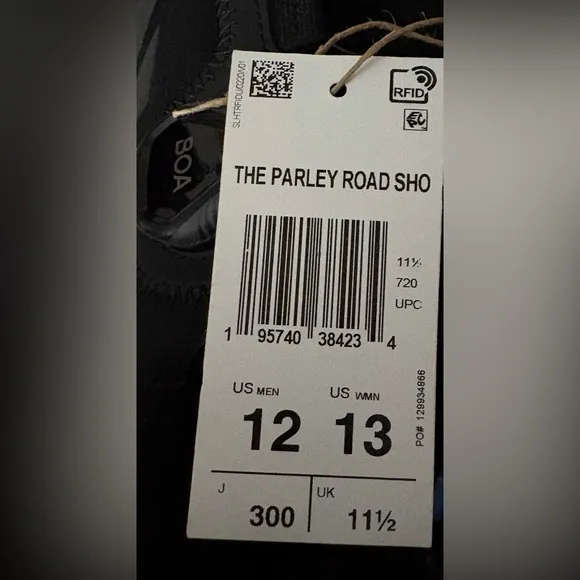 SLHTRFIDU0220N01
RFID
BOA
THE PARLEY ROAD SHO
11½
720
UPC
1 95740 38423 4
US MEN US WMN
12 13
PO# 129934866
J UK
300 11½